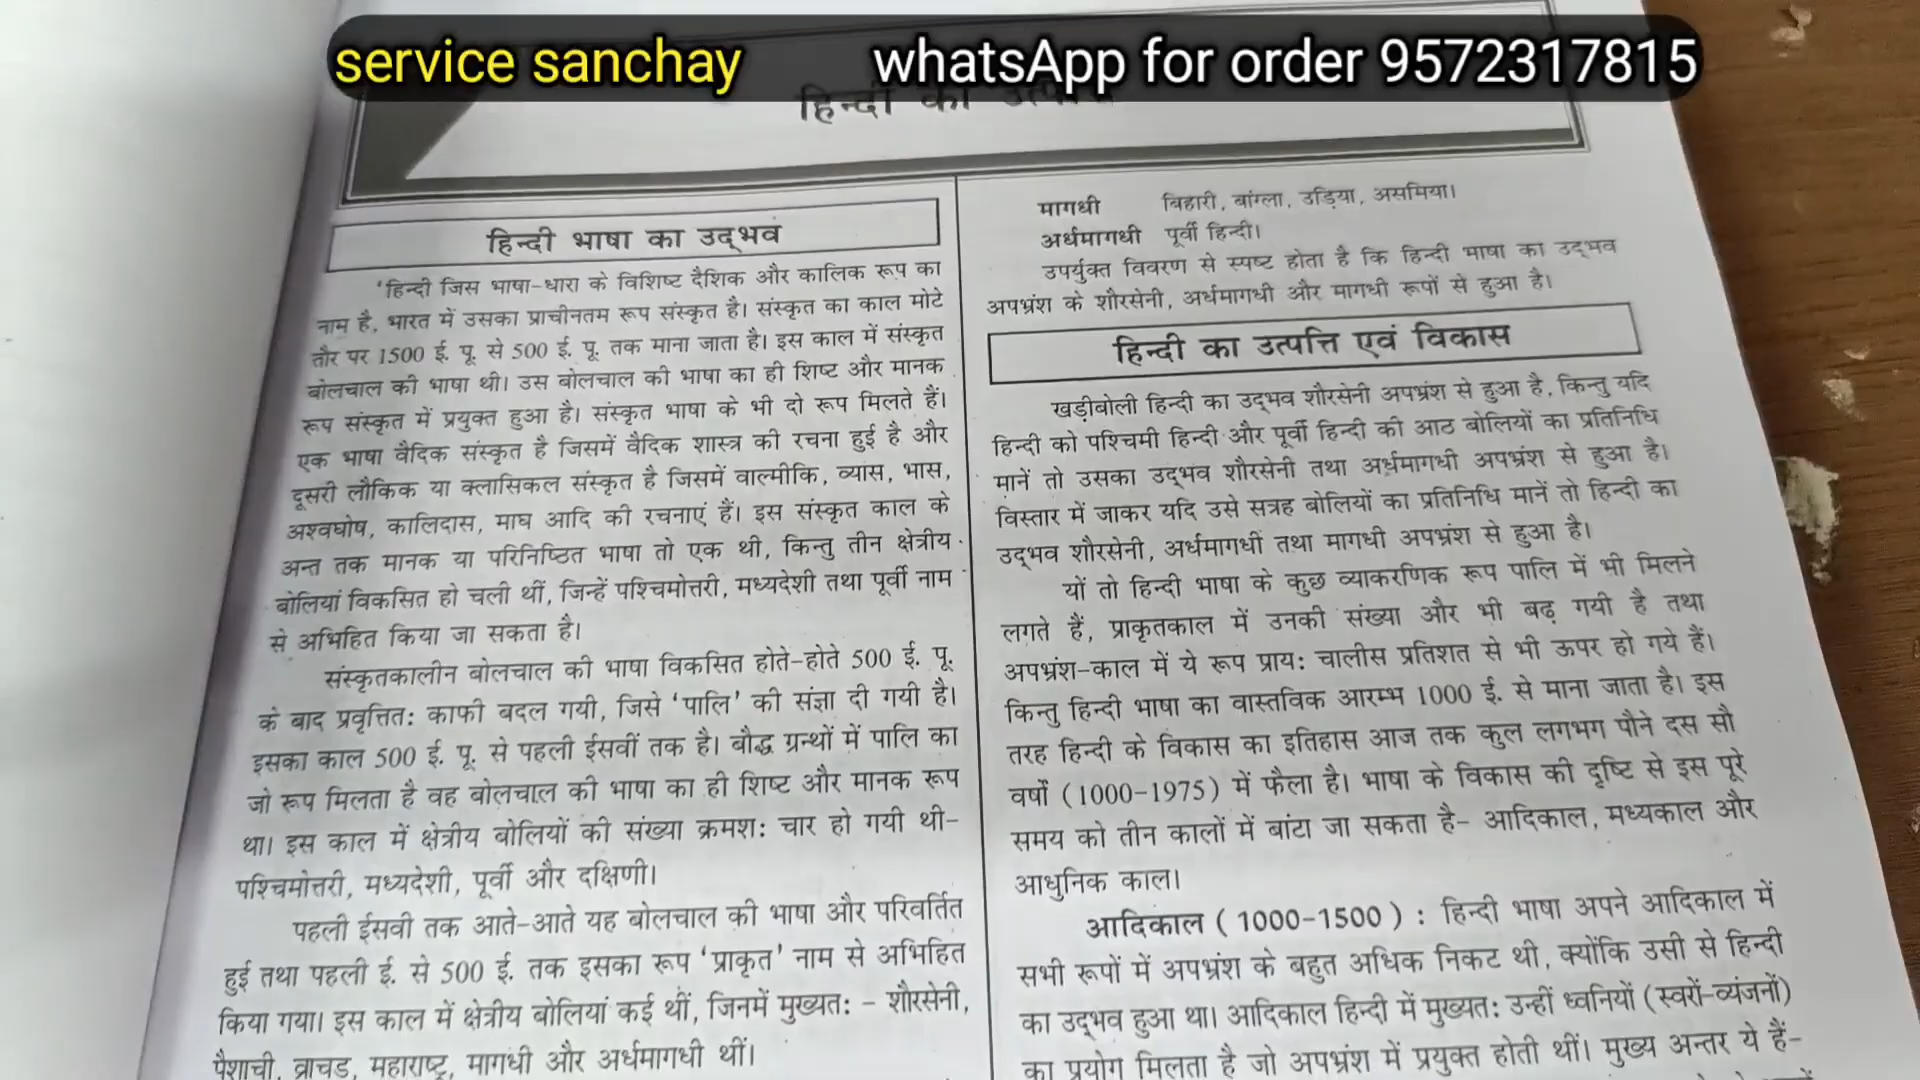 service sanchay
whatsApp for order 9572317815
हिन्दी का
हिन्दी भाषा का उद्‌भव
'हिन्दी जिस भाषा-धारा के विशिष्ट दैशिक और कालिक रूप का
नाम है, भारत में उसका प्राचीनतम रूप संस्कृत है। संस्कृत का काल मोटे
तौर पर 1500 ई. पू. से 500 ई. पू. तक माना जाता है। इस काल में संस्कृत
बोलचाल की भाषा थी। उस बोलचाल की भाषा का ही शिष्ट और मानक
रूप संस्कृत में प्रयुक्त हुआ है। संस्कृत भाषा के भी दो रूप मिलते हैं।
एक भाषा वैदिक संस्कृत है जिसमें वैदिक शास्त्र की रचना हुई है और
दूसरी लौकिक या क्लासिकल संस्कृत है जिसमें वाल्मीकि, व्यास, भास,
अश्वघोष, कालिदास, माघ आदि की रचनाएं हैं। इस संस्कृत काल के
अन्त तक मानक या परिनिष्ठित भाषा तो एक थी, किन्तु तीन क्षेत्रीय
बोलियां विकसित हो चली थीं, जिन्हें पश्चिमोत्तरी, मध्यदेशी तथा पूर्वी नाम
से अभिहित किया जा सकता है।
संस्कृतकालीन बोलचाल की भाषा विकसित होते-होते 500 ई. पू.
के बाद प्रवृत्तितः काफी बदल गयी, जिसे 'पालि' की संज्ञा दी गयी है।
इसका काल 500 ई. पू. से पहली ईसवीं तक है। बौद्ध ग्रन्थों में पालि का
जो रूप मिलता है वह बोलचाल की भाषा का ही शिष्ट और मानक रूप
था। इस काल में क्षेत्रीय बोलियों की संख्या क्रमशः चार हो गयी थी-
पश्चिमोत्तरी, मध्यदेशी, पूर्वी और दक्षिणी।
पहली ईसवी तक आते-आते यह बोलचाल की भाषा और परिवर्तित
हुई तथा पहली ई. से 500 ई. तक इसका रूप 'प्राकृत' नाम से अभिहित
किया गया। इस काल में क्षेत्रीय बोलियां कई थीं, जिनमें मुख्यतः - शौरसेनी,
पैशाची, व्राचड, महाराष्ट्र, मागधी और अर्धमागधी थीं।
मागधी बिहारी, बांग्ला, उड़िया, असमिया।
अर्धमागधी पूर्वी हिन्दी।
उपर्युक्त विवरण से स्पष्ट होता है कि हिन्दी भाषा का उद्‌भव
अपभ्रंश के शौरसेनी, अर्धमागधी और मागधी रूपों से हुआ है।
हिन्दी का उत्पत्ति एवं विकास
खड़ीबोली हिन्दी का उद्‌भव शौरसेनी अपभ्रंश से हुआ है, किन्तु यदि
हिन्दी को पश्चिमी हिन्दी और पूर्वी हिन्दी की आठ बोलियों का प्रतिनिधि
मानें तो उसका उद्‌भव शौरसेनी तथा अर्धमागधी अपभ्रंश से हुआ है।
विस्तार में जाकर यदि उसे सत्रह बोलियों का प्रतिनिधि मानें तो हिन्दी का
उद्‌भव शौरसेनी, अर्धमागधी तथा मागधी अपभ्रंश से हुआ है।
यों तो हिन्दी भाषा के कुछ व्याकरणिक रूप पालि में भी मिलने
लगते हैं, प्राकृतकाल में उनकी संख्या और भी बढ़ गयी है तथा
अपभ्रंश-काल में ये रूप प्रायः चालीस प्रतिशत से भी ऊपर हो गये हैं।
किन्तु हिन्दी भाषा का वास्तविक आरम्भ 1000 ई. से माना जाता है। इस
तरह हिन्दी के विकास का इतिहास आज तक कुल लगभग पौने दस सौ
वर्षों (1000-1975) में फैला है। भाषा के विकास की दृष्टि से इस पूरे
समय को तीन कालों में बांटा जा सकता है- आदिकाल, मध्यकाल और
आधुनिक काल।
आदिकाल ( 1000-1500 ) : हिन्दी भाषा अपने आदिकाल में
सभी रूपों में अपभ्रंश के बहुत अधिक निकट थी, क्योंकि उसी से हिन्दी
का उद्‌भव हुआ था। आदिकाल हिन्दी में मुख्यतः उन्हीं ध्वनियों (स्वरों-व्यंजनों)
का प्रयोग मिलता है जो अपभ्रंश में प्रयुक्त होती थीं। मुख्य अन्तर ये हैं-